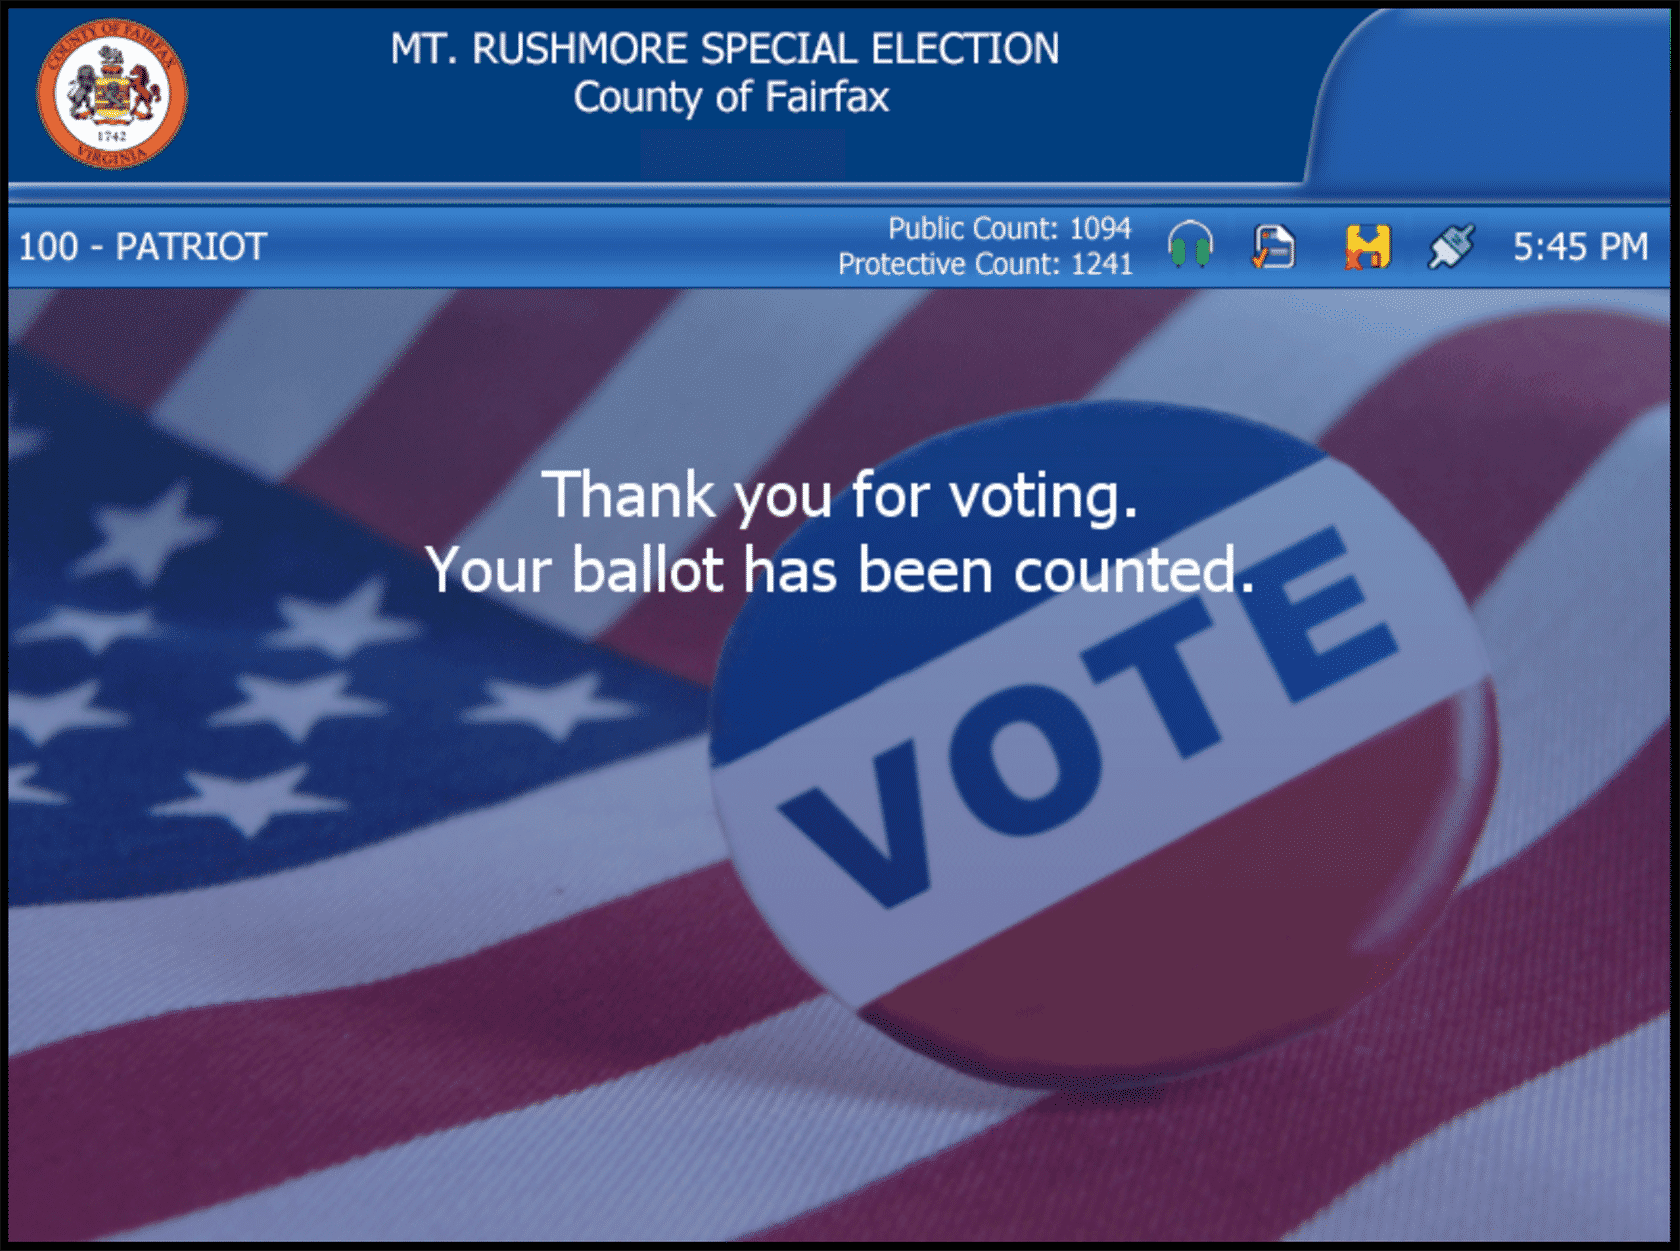 COUNTY OF FAIRFAX
1742
VIRGINIA
MT. RUSHMORE SPECIAL ELECTION
County of Fairfax
100 - PATRIOT
Public Count: 1094
Protective Count: 1241
5:45 PM
Thank you for voting.
Your ballot has been counted.
VOTE